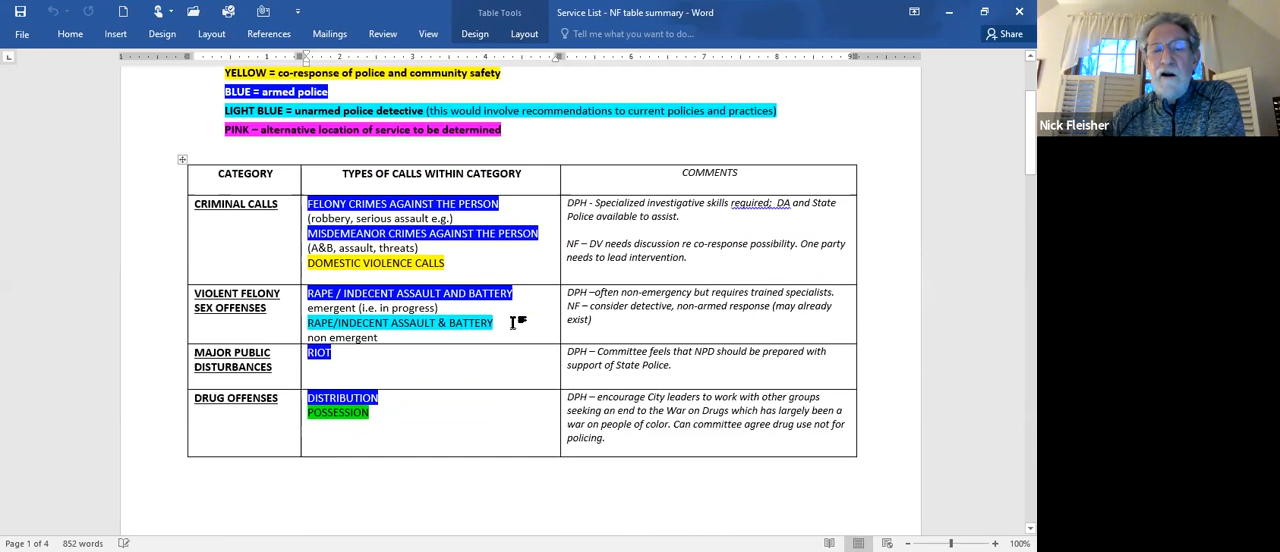 Table Tools
Service List - NF table summary - Word
File Home Insert Design Layout References Mailings Review View Design Layout Tell me what you want to do... Share
1 1 2 3 4 5 6 7 8 9
YELLOW = co-response of police and community safety
BLUE = armed police
LIGHT BLUE = unarmed police detective (this would involve recommendations to current policies and practices)
PINK – alternative location of service to be determined
Nick Fleisher
CATEGORY
TYPES OF CALLS WITHIN CATEGORY
COMMENTS
CRIMINAL CALLS
FELONY CRIMES AGAINST THE PERSON
(robbery, serious assault e.g.)
MISDEMEANOR CRIMES AGAINST THE PERSON
(A&B, assault, threats)
DOMESTIC VIOLENCE CALLS
DPH - Specialized investigative skills required; DA and State
Police available to assist.
NF – DV needs discussion re co-response possibility. One party
needs to lead intervention.
VIOLENT FELONY
SEX OFFENSES
RAPE / INDECENT ASSAULT AND BATTERY
emergent (i.e. in progress)
RAPE/INDECENT ASSAULT & BATTERY
non emergent
DPH –often non-emergency but requires trained specialists.
NF – consider detective, non-armed response (may already
exist)
MAJOR PUBLIC
DISTURBANCES
RIOT
DPH – Committee feels that NPD should be prepared with
support of State Police.
DRUG OFFENSES
DISTRIBUTION
POSSESSION
DPH – encourage City leaders to work with other groups
seeking an end to the War on Drugs which has largely been a
war on people of color. Can committee agree drug use not for
policing.
Page 1 of 4 852 words 100%